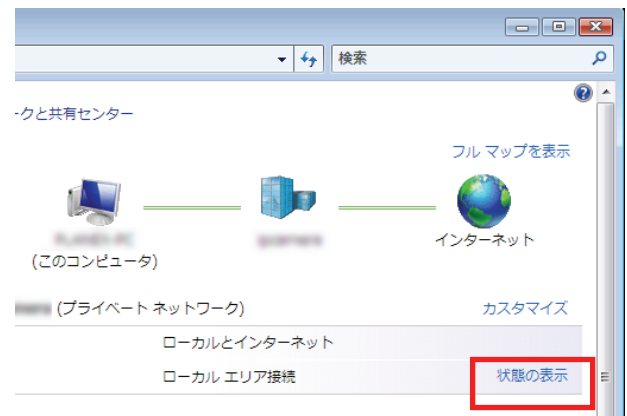 検索
ークと共有センター
フル マップを表示
インターネット
(このコンピュータ)
(プライベート ネットワーク)
カスタマイズ
ローカルとインターネット
ローカル エリア接続
状態の表示